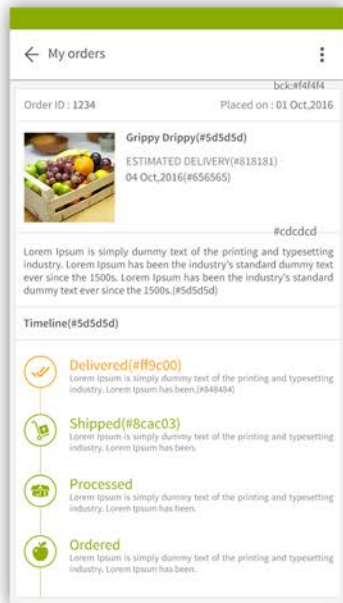 My orders
bck:#f4f4f4
Order ID : 1234
Placed on : 01 Oct,2016
Grippy Drippy(#5d5d5d)
ESTIMATED DELIVERY(#818181)
04 Oct,2016(#656565)
#cdcdcd
Lorem Ipsum is simply dummy text of the printing and typesetting
industry. Lorem Ipsum has been the industry's standard dummy text
ever since the 1500s. Lorem Ipsum has been the industry's standard
dummy text ever since the 1500s.(#5d5d5d)
Timeline(#5d5d5d)
Delivered(#ff9c00)
Lorem Ipsum is simply dummy text of the printing and typesetting
industry. Lorem Ipsum has been.(#848484)
Shipped(#8cac03)
Lorem Ipsum is simply dummy text of the printing and typesetting
industry. Lorem Ipsum has been.
Processed
Lorem Ipsum is simply dummy text of the printing and typesetting
industry. Lorem Ipsum has been.
Ordered
Lorem Ipsum is simply dummy text of the printing and typesetting
industry. Lorem Ipsum has been.